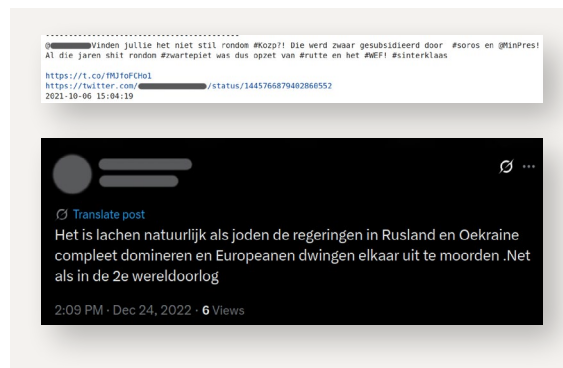 ----------------------------------------
@ Vinden jullie het niet stil rondom #Kozp?! Die werd zwaar gesubsidieerd door #soros en @MinPres!
Al die jaren shit rondom #zwartepiet was dus opzet van #rutte en het #WEF! #sinterklaas
https://t.co/fMJfoFCHo1
https://twitter.com/ /status/1445766879402860552
2021-10-06 15:04:19
Translate post
Het is lachen natuurlijk als joden de regeringen in Rusland en Oekraine
compleet domineren en Europeanen dwingen elkaar uit te moorden .Net
als in de 2e wereldoorlog
2:09 PM · Dec 24, 2022 · 6 Views